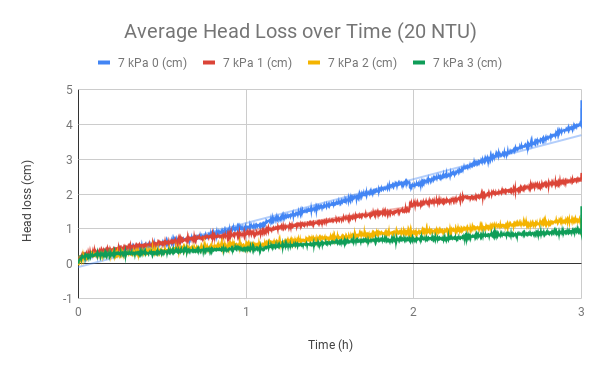 Average Head Loss over Time (20 NTU)
7 kPa 0 (cm) 7 kPa 1 (cm) 7 kPa 2 (cm) 7 kPa 3 (cm)
Head loss (cm)
5
4
3
2
1
0
-1
0 1 2 3
Time (h)